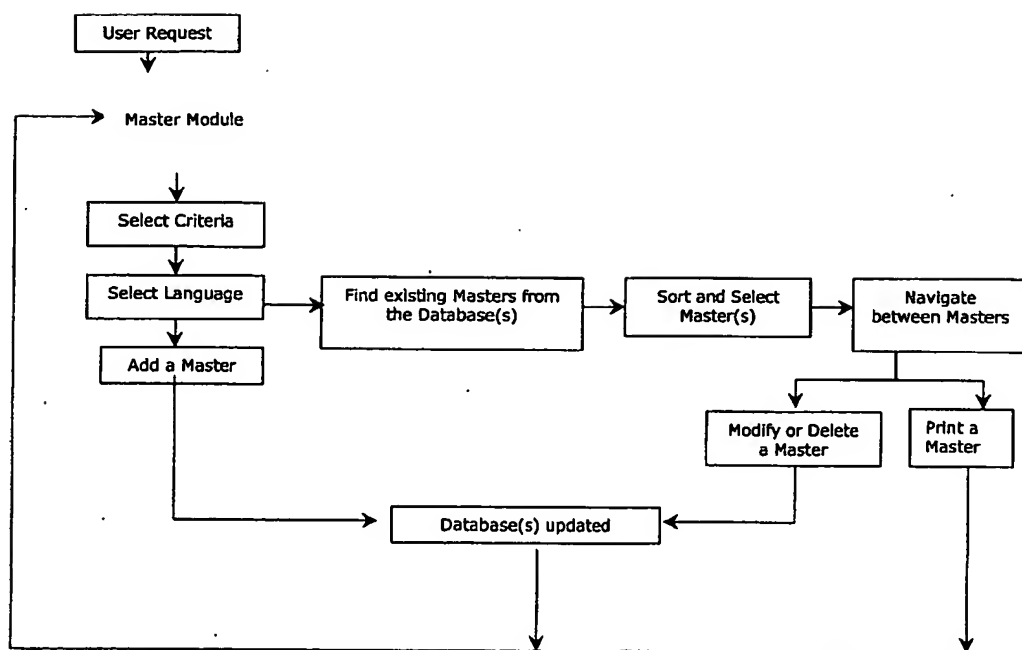 User Request
Master Module
Select Criteria
Select Language
Find existing Masters from
the Database(s)
Sort and Select
Master(s)
Navigate
between Masters
Add a Master
Modify or Delete
a Master
Print a
Master
Database(s) updated